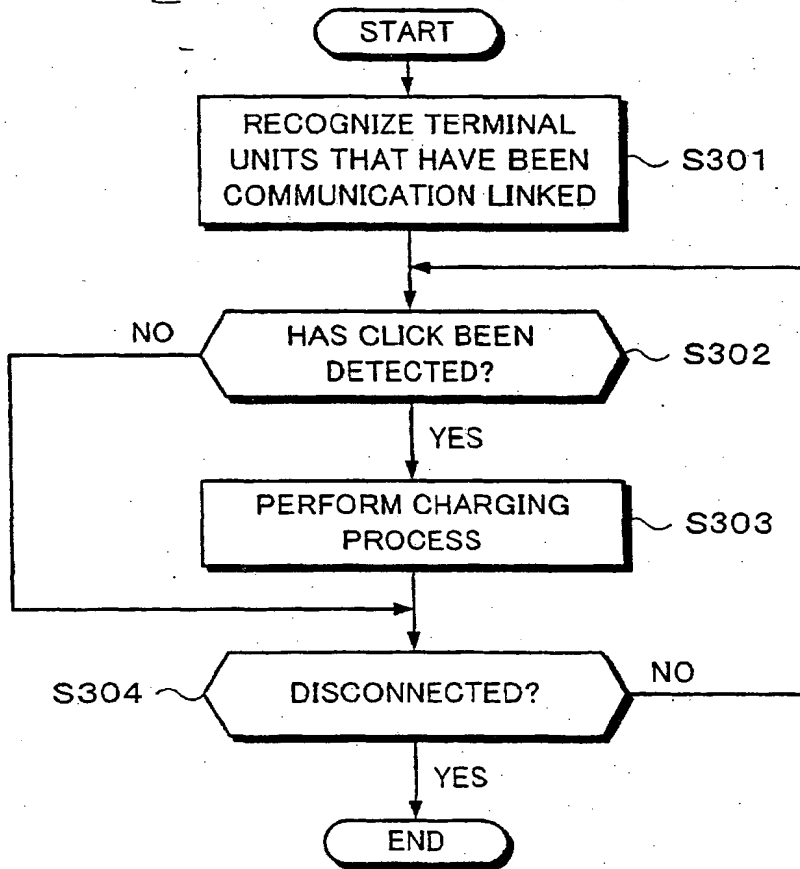 START
RECOGNIZE TERMINAL
UNITS THAT HAVE BEEN
COMMUNICATION LINKED
S301
NO
HAS CLICK BEEN
DETECTED?
S302
YES
PERFORM CHARGING
PROCESS
S303
S304
DISCONNECTED?
NO
YES
END